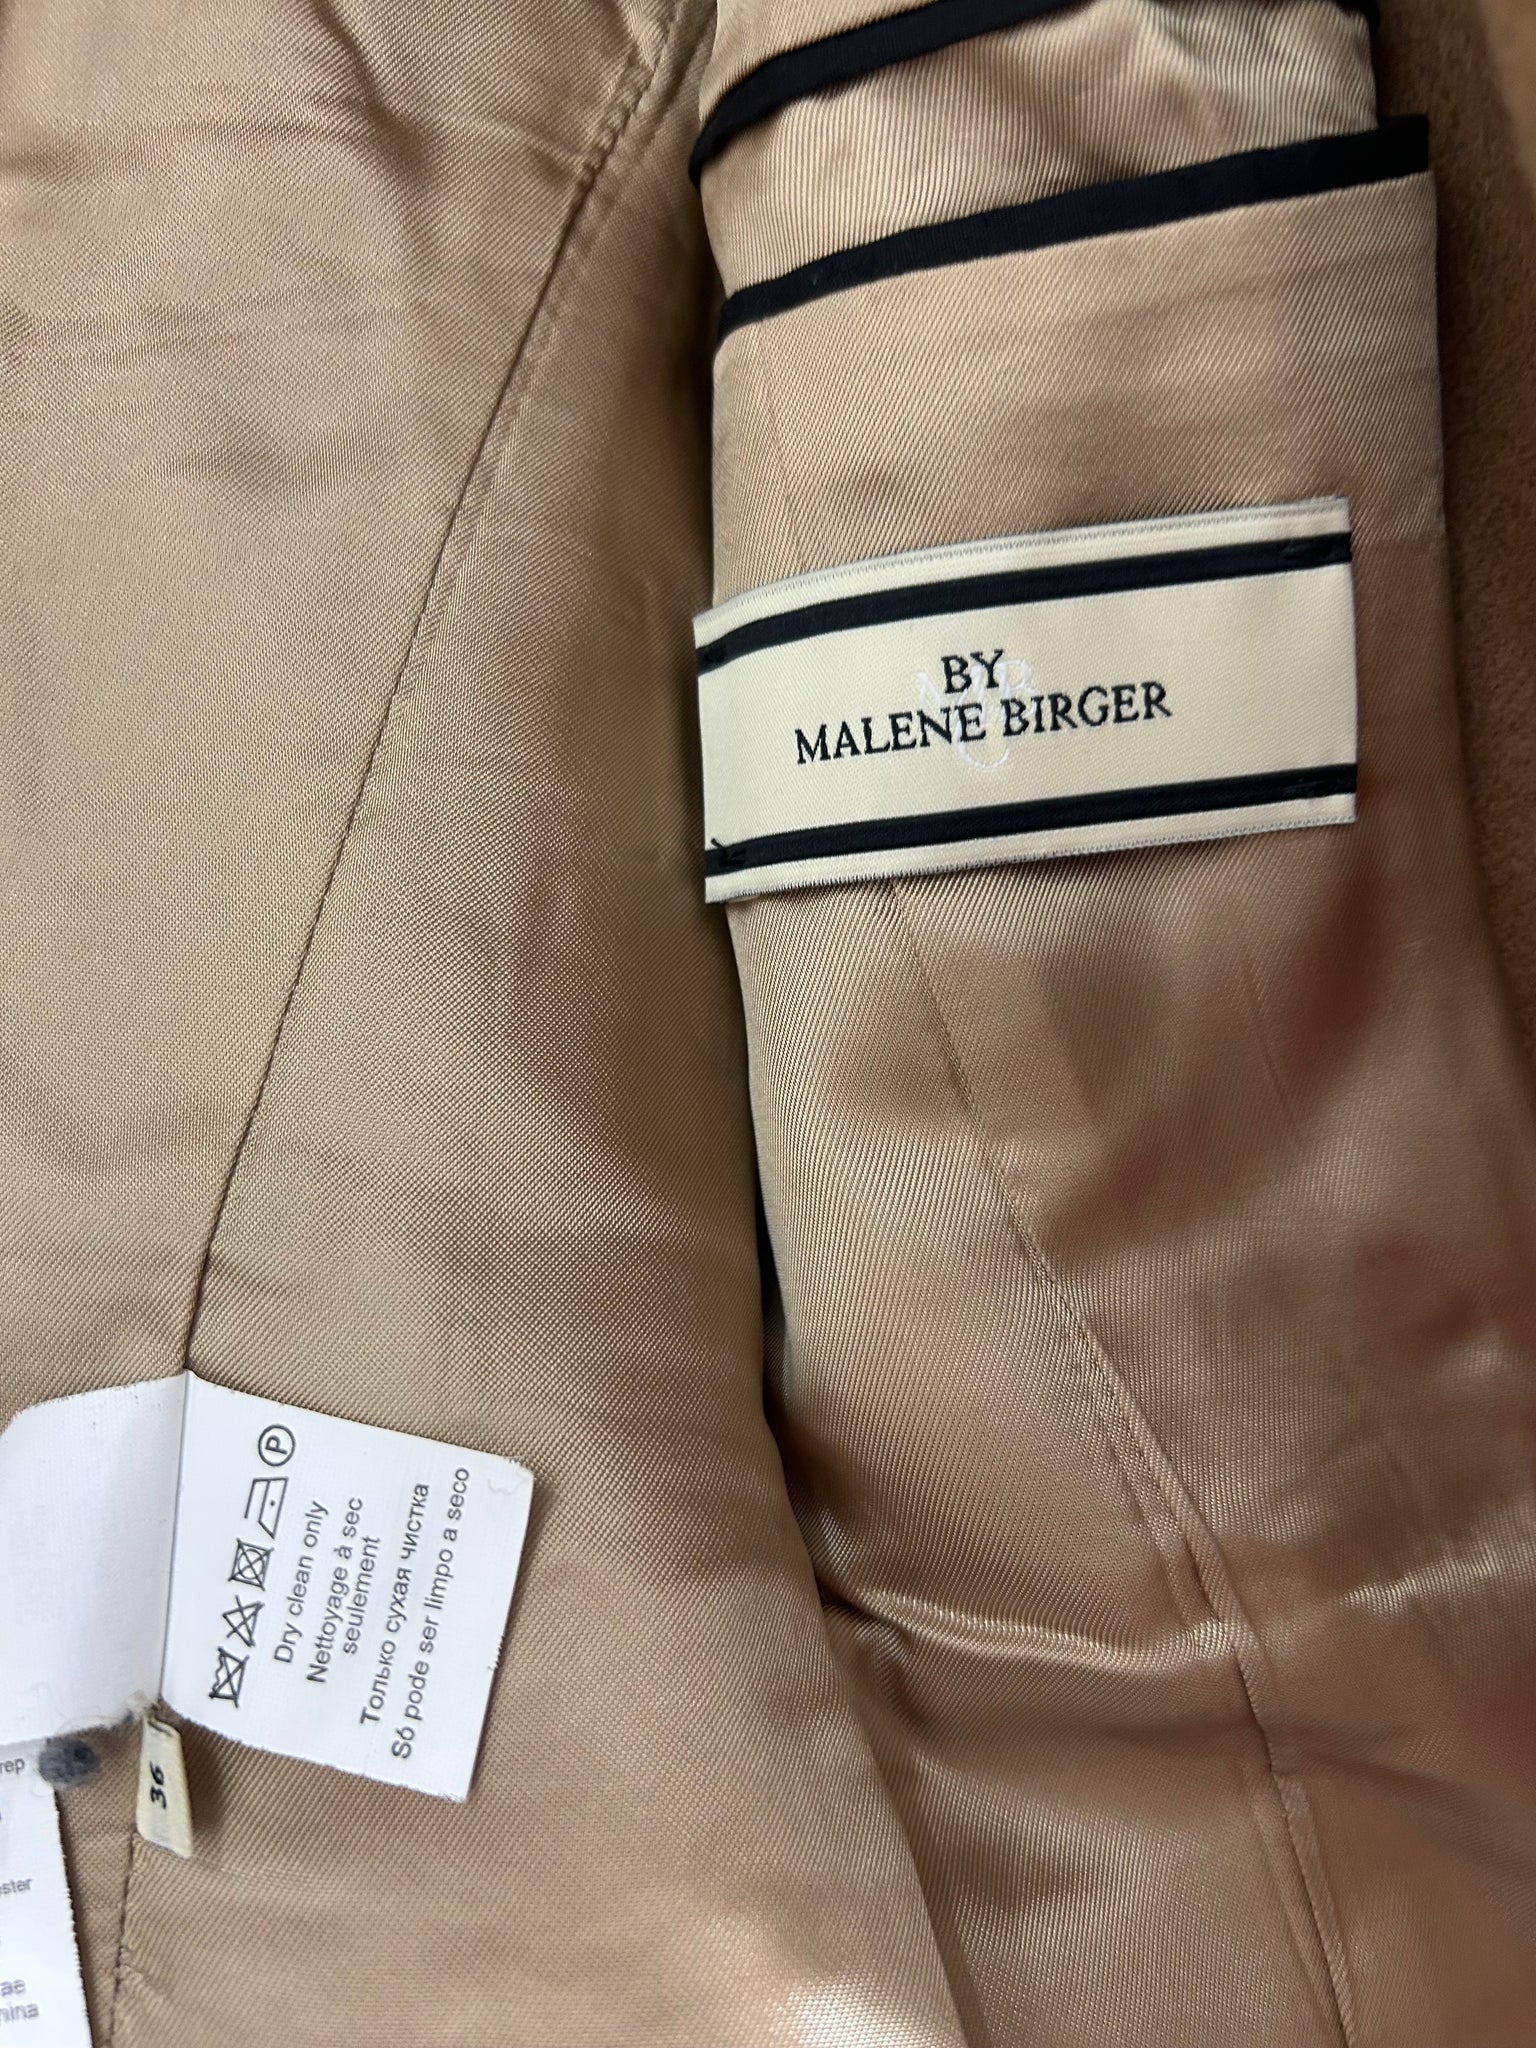 BY
MALENE BIRGER
P
Dry clean only
Nettoyage à sec
seulement
Только сухая чистка
Só pode ser limpo a seco
36